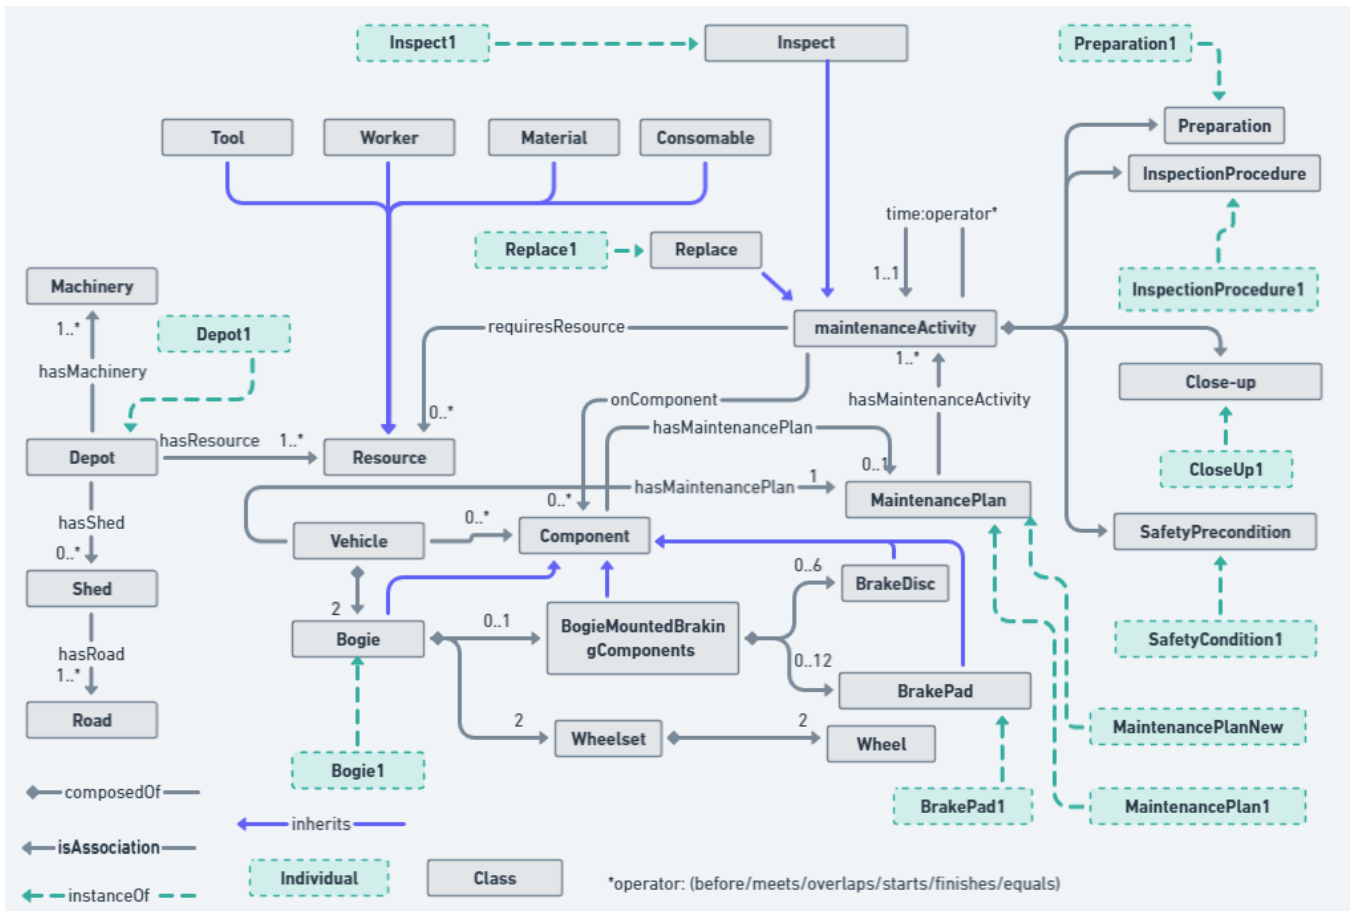 Inspect1
Inspect
Preparation1
Tool
Worker
Material
Consomable
Preparation
InspectionProcedure
time:operator*
Replace1
Replace
1..1
InspectionProcedure1
Machinery
1..*
Depot1
requiresResource
maintenanceActivity
1..*
hasMachinery
Close-up
onComponent
hasMaintenanceActivity
0..*
hasMaintenancePlan
Depot
hasResource
1..*
Resource
0..1
CloseUp1
hasMaintenancePlan
1
MaintenancePlan
0..*
hasShed
0..*
Vehicle
0..*
Component
SafetyPrecondition
0..6
BrakeDisc
Shed
2
Bogie
0..1
BogieMountedBrakin
gComponents
SafetyCondition1
hasRoad
1..*
0..12
BrakePad
Road
2
Wheelset
2
Wheel
MaintenancePlanNew
Bogie1
composedOf
BrakePad1
MaintenancePlan1
inherits
isAssociation
Individual
Class
*operator: (before/meets/overlaps/starts/finishes/equals)
instanceOf